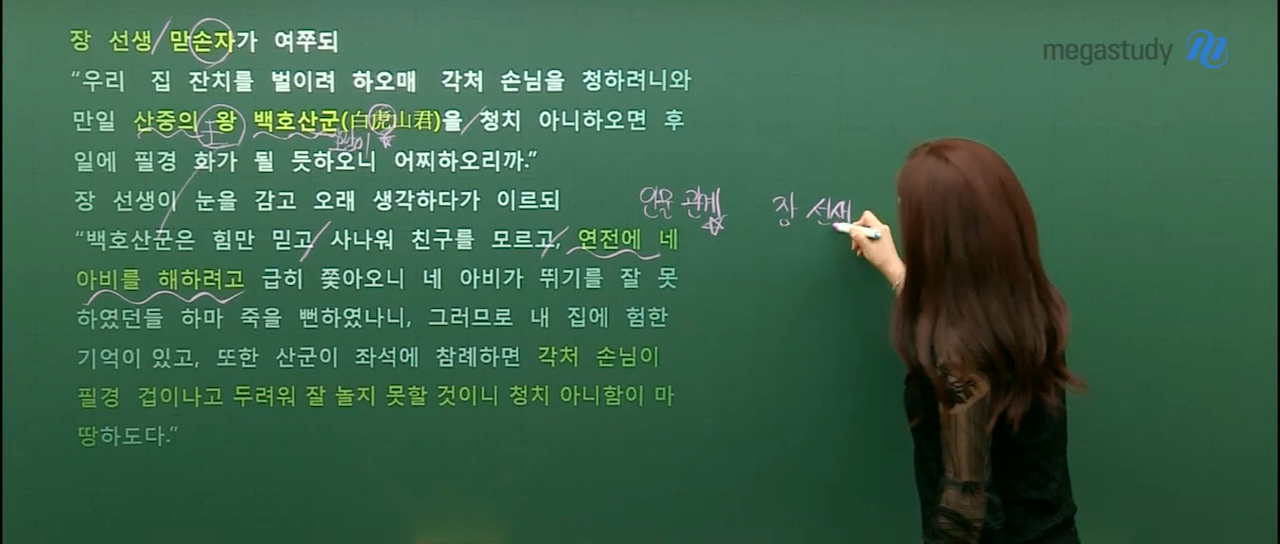 장 선생 맏손자가 여쭈되
megastudy
“우리 집 잔치를 벌이려 하오매 각처 손님을 청하려니와
만일 산중의 왕 백호산군(白虎山君)을 청치 아니하오면 후
王
호랑이
일에 필경 화가 될 듯하오니 어찌하오리까.”
장 선생이 눈을 감고 오래 생각하다가 이르되
인물 관계 장 선생
“백호산군은 힘만 믿고 사나워 친구를 모르고, 연전에 네
아비를 해하려고 급히 쫓아오니 네 아비가 뛰기를 잘 못
하였던들 하마 죽을 뻔하였나니, 그러므로 내 집에 험한
기억이 있고, 또한 산군이 좌석에 참례하면 각처 손님이
필경 겁이나고 두려워 잘 놀지 못할 것이니 청치 아니함이 마
땅하도다.”